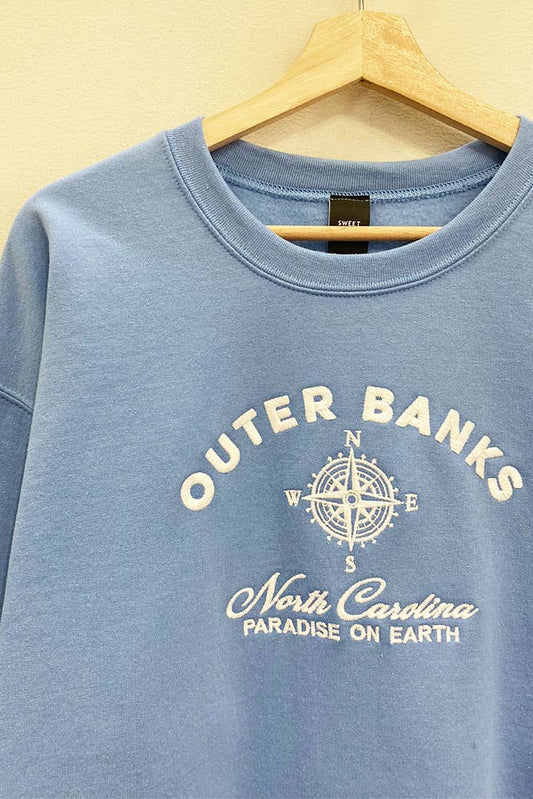 SWEET
OUTER BANKS
N
W E
S
North Carolina
PARADISE ON EARTH